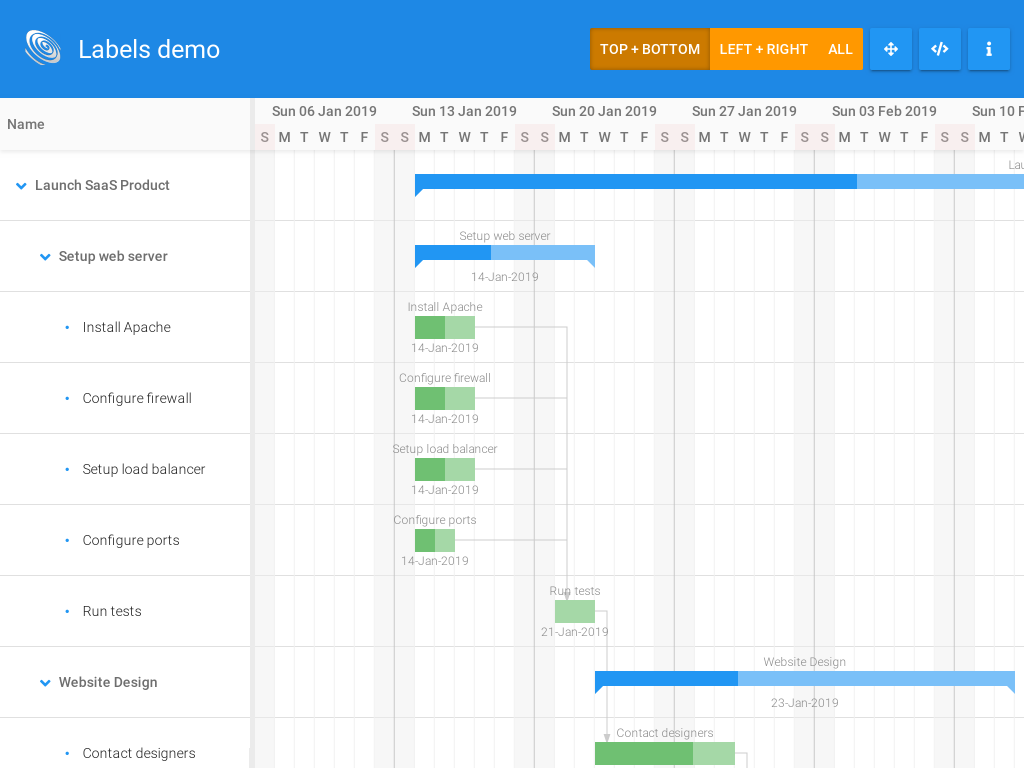 Labels demo
TOP + BOTTOM
LEFT + RIGHT
ALL
Name
Sun 06 Jan 2019 Sun 13 Jan 2019 Sun 20 Jan 2019 Sun 27 Jan 2019 Sun 03 Feb 2019 Sun 10 F
S M T W T F S S M T W T F S S M T W T F S S M T W T F S S M T W T F S S M T W
Launch SaaS Product
Lau
Setup web server
Setup web server
14-Jan-2019
Install Apache
Install Apache
14-Jan-2019
Configure firewall
Configure firewall
14-Jan-2019
Setup load balancer
Setup load balancer
14-Jan-2019
Configure ports
Configure ports
14-Jan-2019
Run tests
Run tests
21-Jan-2019
Website Design
Website Design
23-Jan-2019
Contact designers
Contact designers